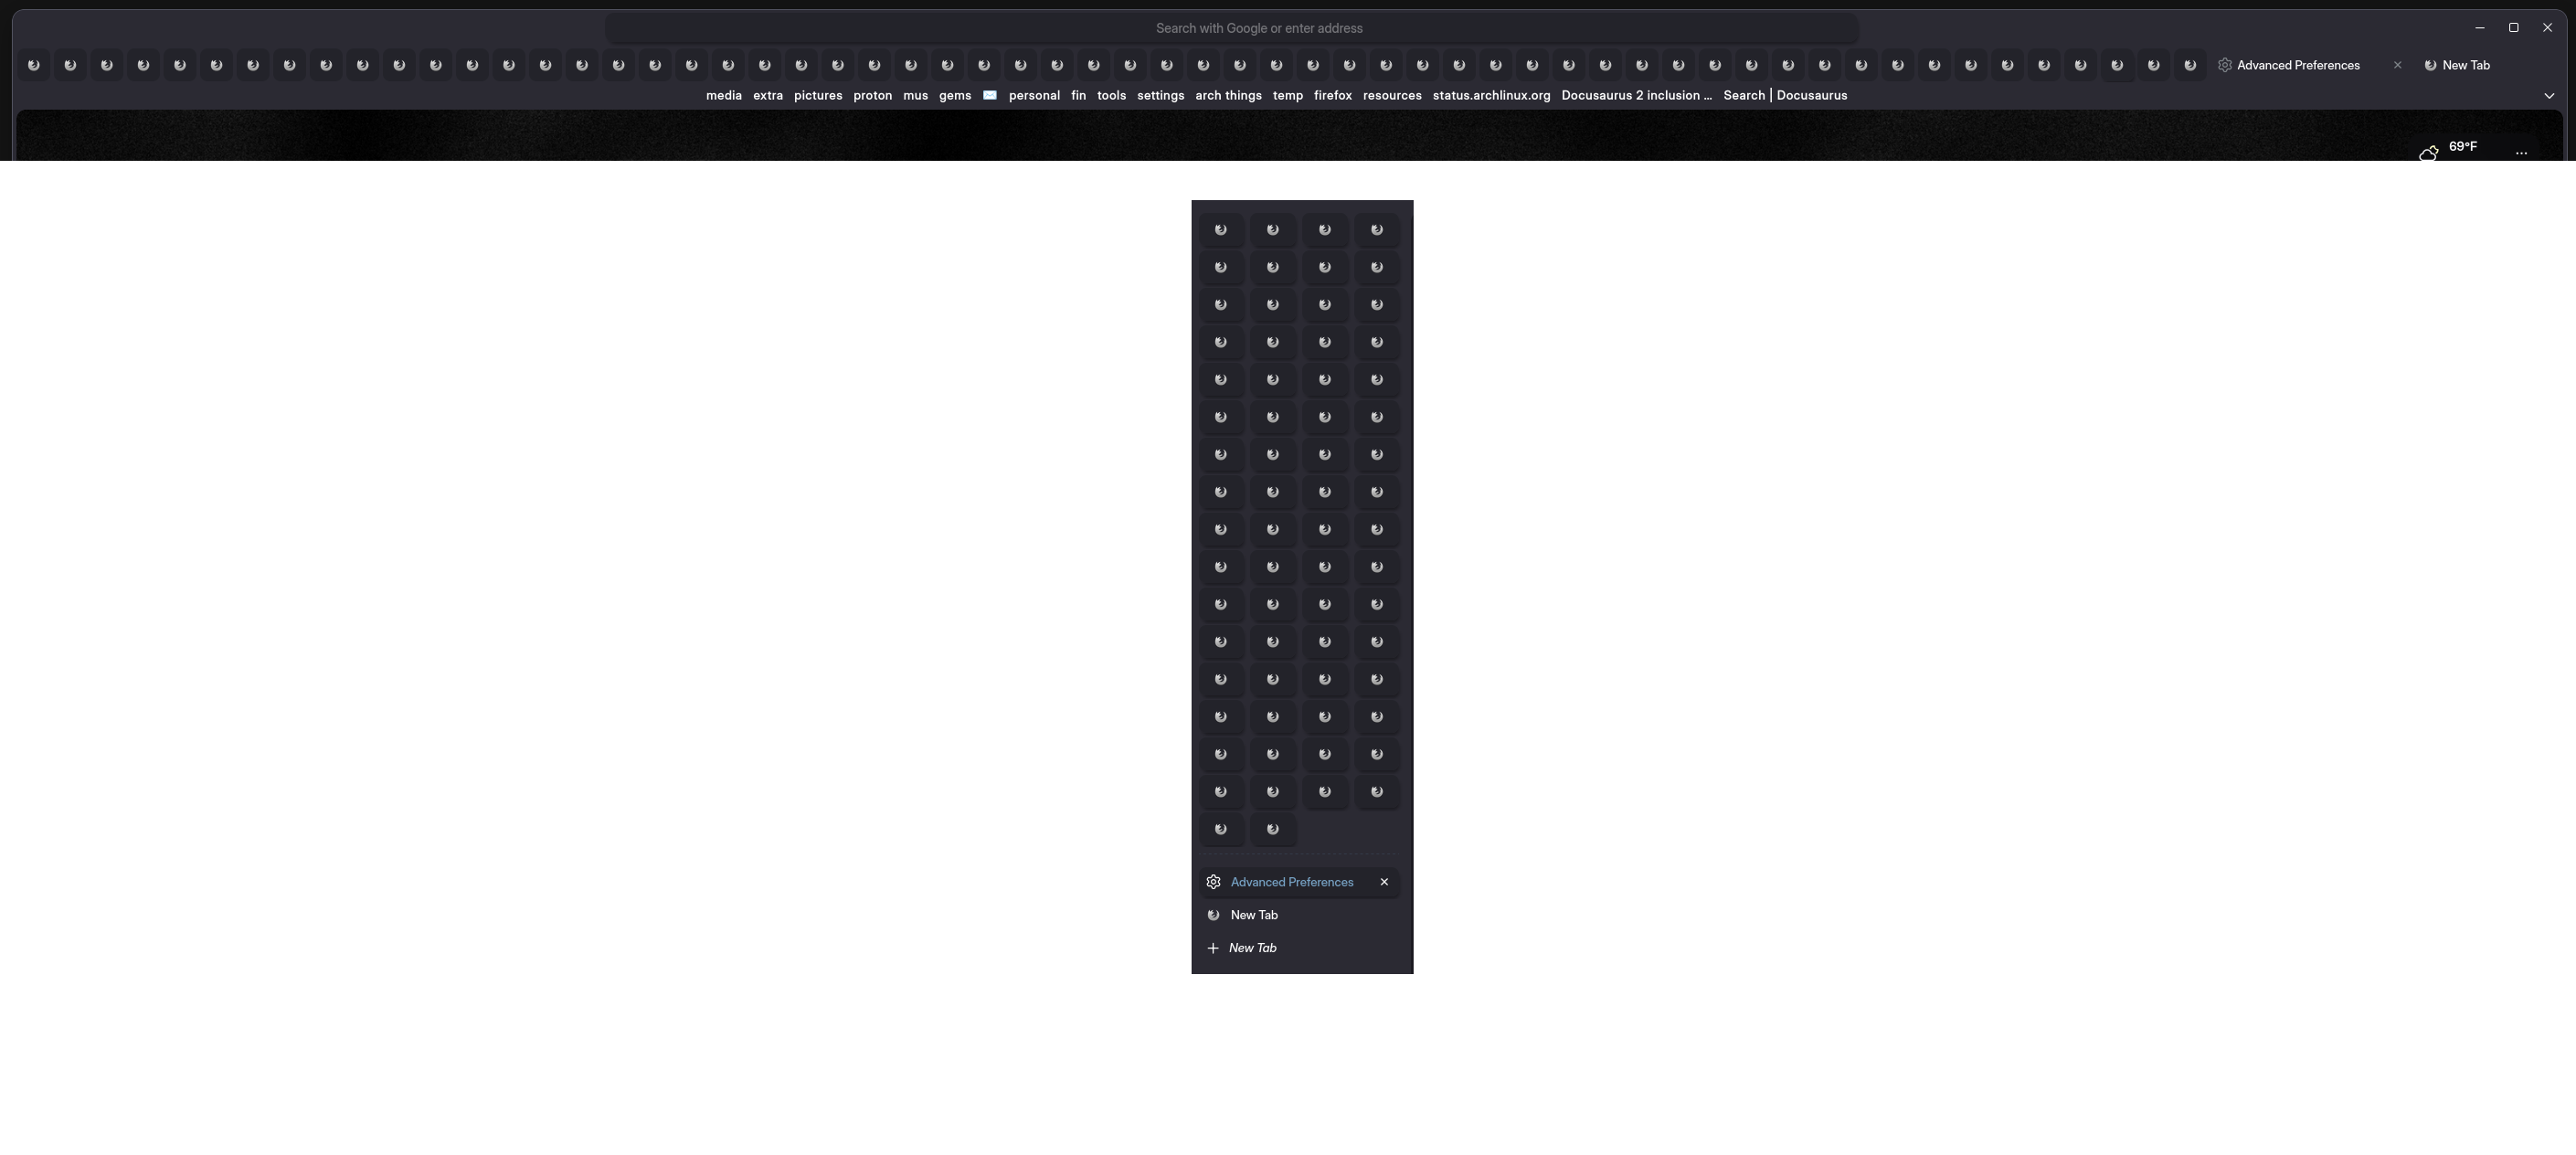 Search with Google or enter address
Advanced Preferences New Tab
media extra pictures proton mus gems ✉️ personal fin tools settings arch things temp firefox resources status.archlinux.org Docusaurus 2 inclusion ... Search | Docusaurus
69°F
Advanced Preferences
New Tab
New Tab